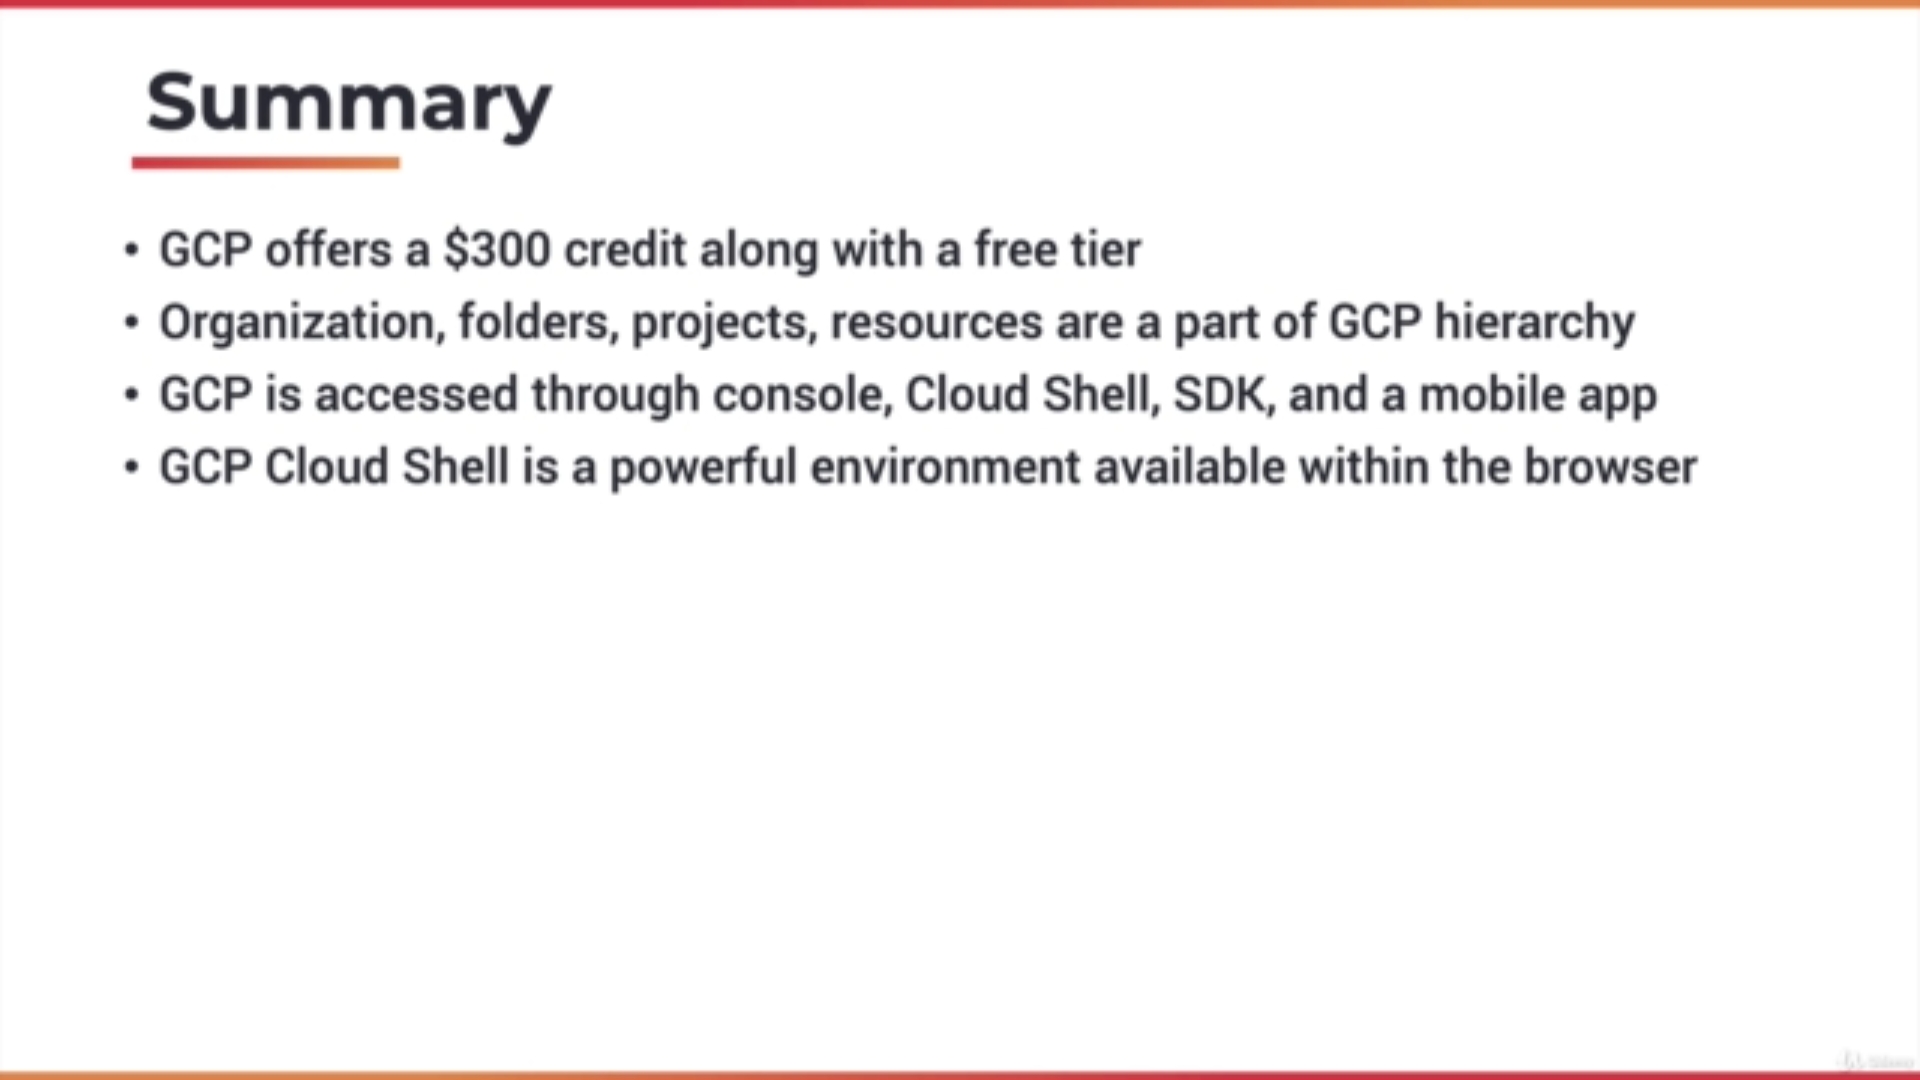 Summary
• GCP offers a $300 credit along with a free tier
• Organization, folders, projects, resources are a part of GCP hierarchy
• GCP is accessed through console, Cloud Shell, SDK, and a mobile app
• GCP Cloud Shell is a powerful environment available within the browser